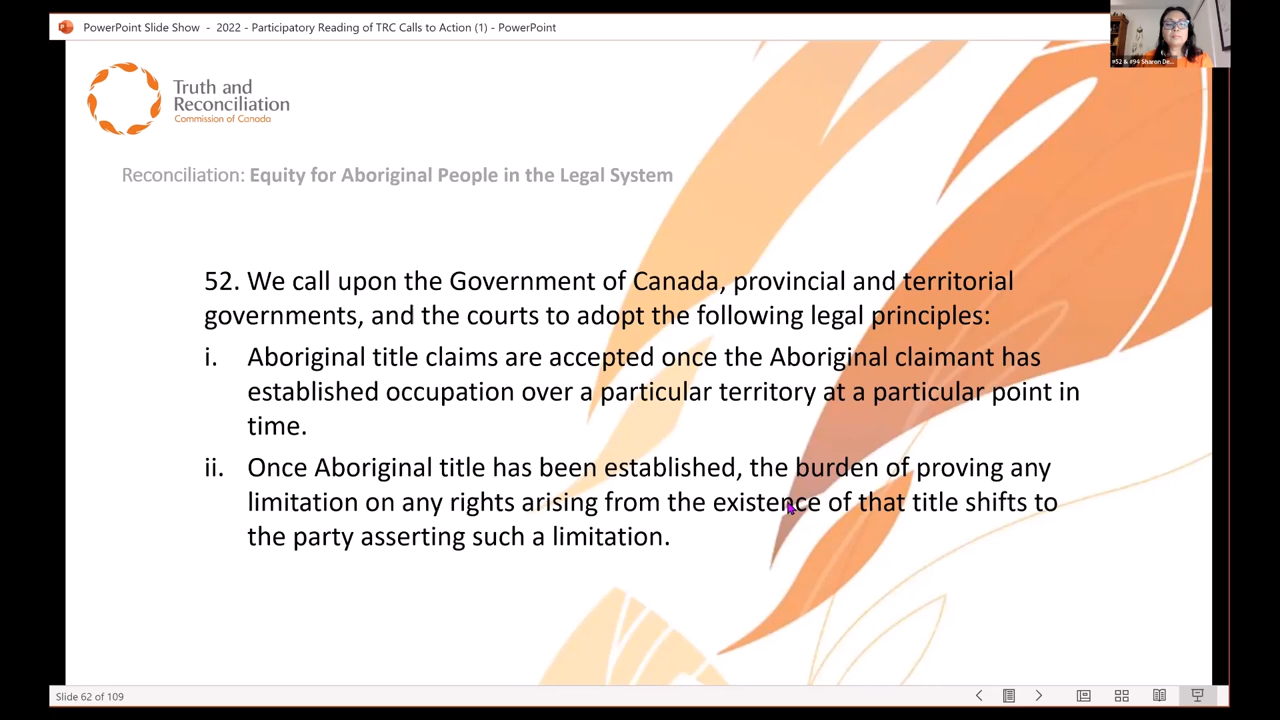 PowerPoint Slide Show - 2022 - Participatory Reading of TRC Calls to Action (1) - PowerPoint
#52 & #94 Sharon De...
Truth and
Reconciliation
Commission of Canada
Reconciliation: Equity for Aboriginal People in the Legal System
52. We call upon the Government of Canada, provincial and territorial
governments, and the courts to adopt the following legal principles:
i. Aboriginal title claims are accepted once the Aboriginal claimant has
established occupation over a particular territory at a particular point in
time.
ii. Once Aboriginal title has been established, the burden of proving any
limitation on any rights arising from the existence of that title shifts to
the party asserting such a limitation.
Slide 62 of 109